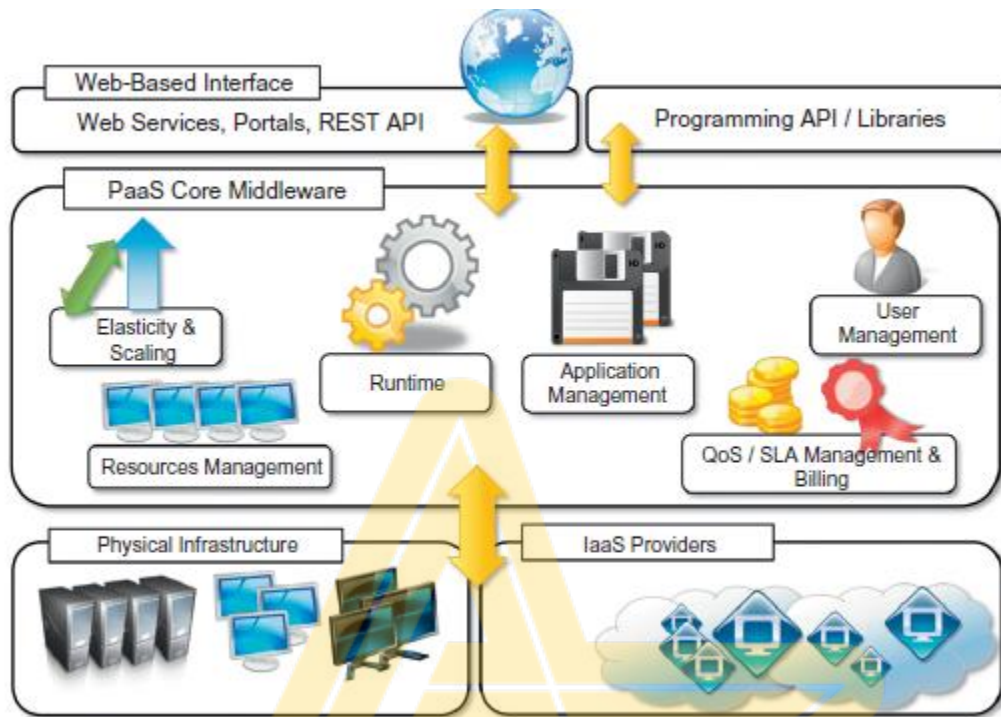 Web-Based Interface
Web Services, Portals, REST API
Programming API / Libraries
PaaS Core Middleware
Elasticity &
Scaling
Runtime
Application
Management
User
Management
Resources Management
QoS / SLA Management &
Billing
Physical Infrastructure
IaaS Providers